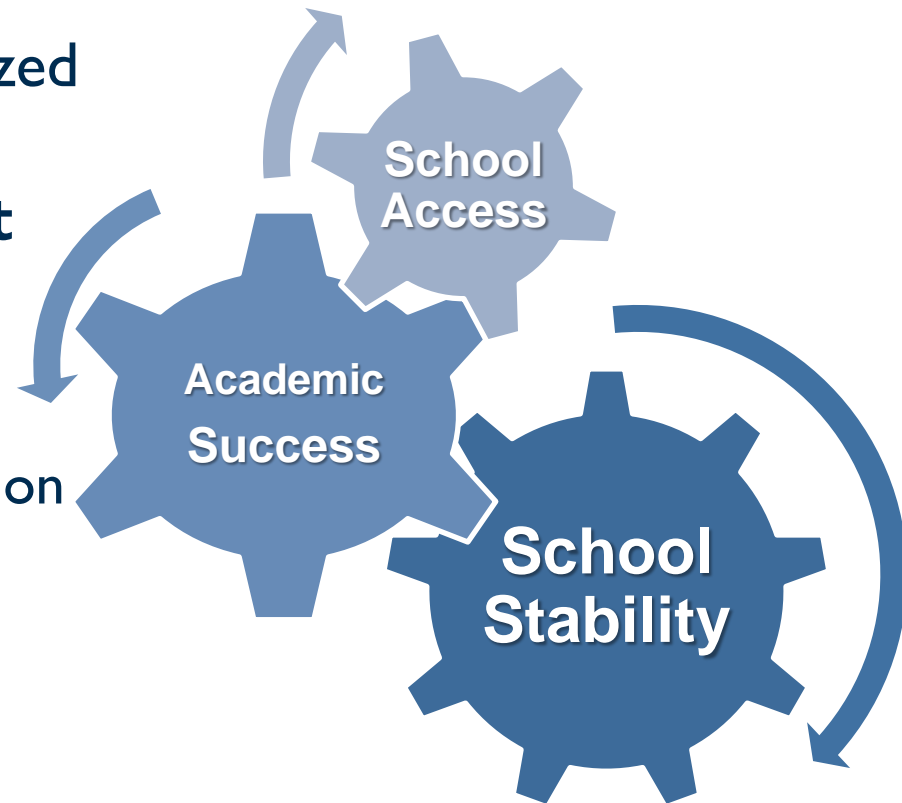 zed
School
Access
t
Academic
Success
on
School
Stability